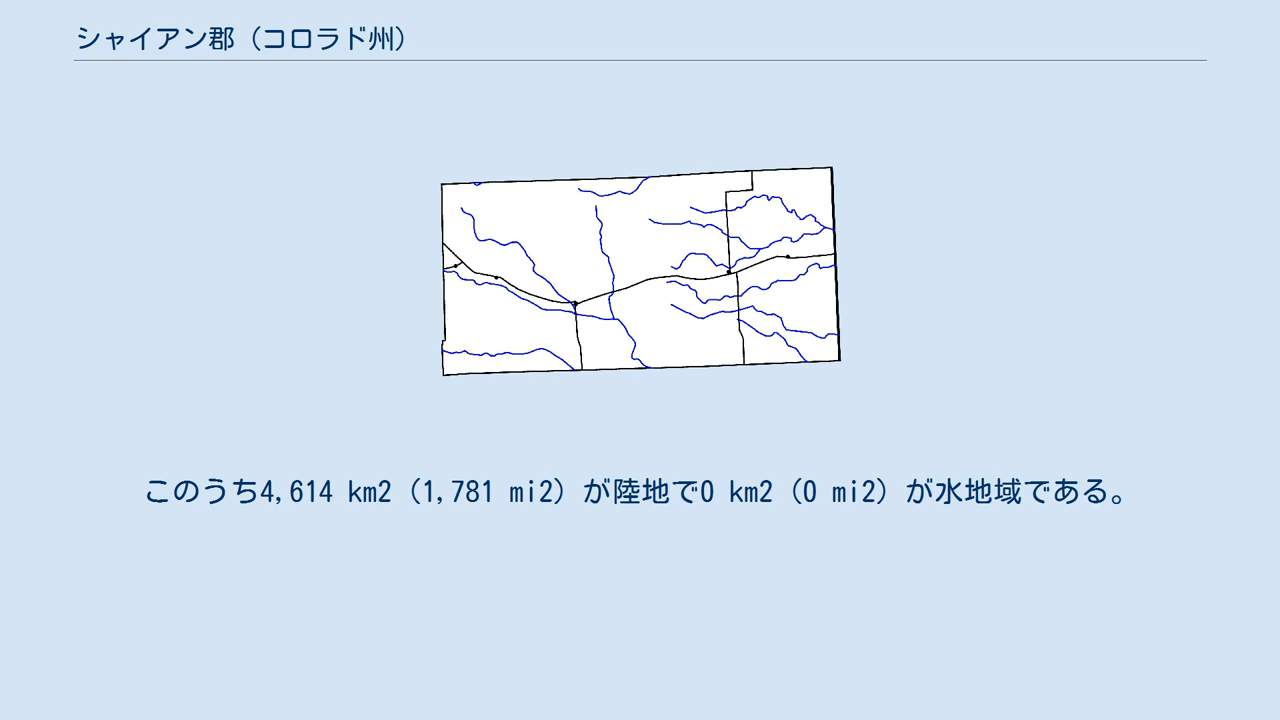 シャイアン郡（コロラド州）
このうち4,614 km2（1,781 mi2）が陸地で0 km2（0 mi2）が水地域である。